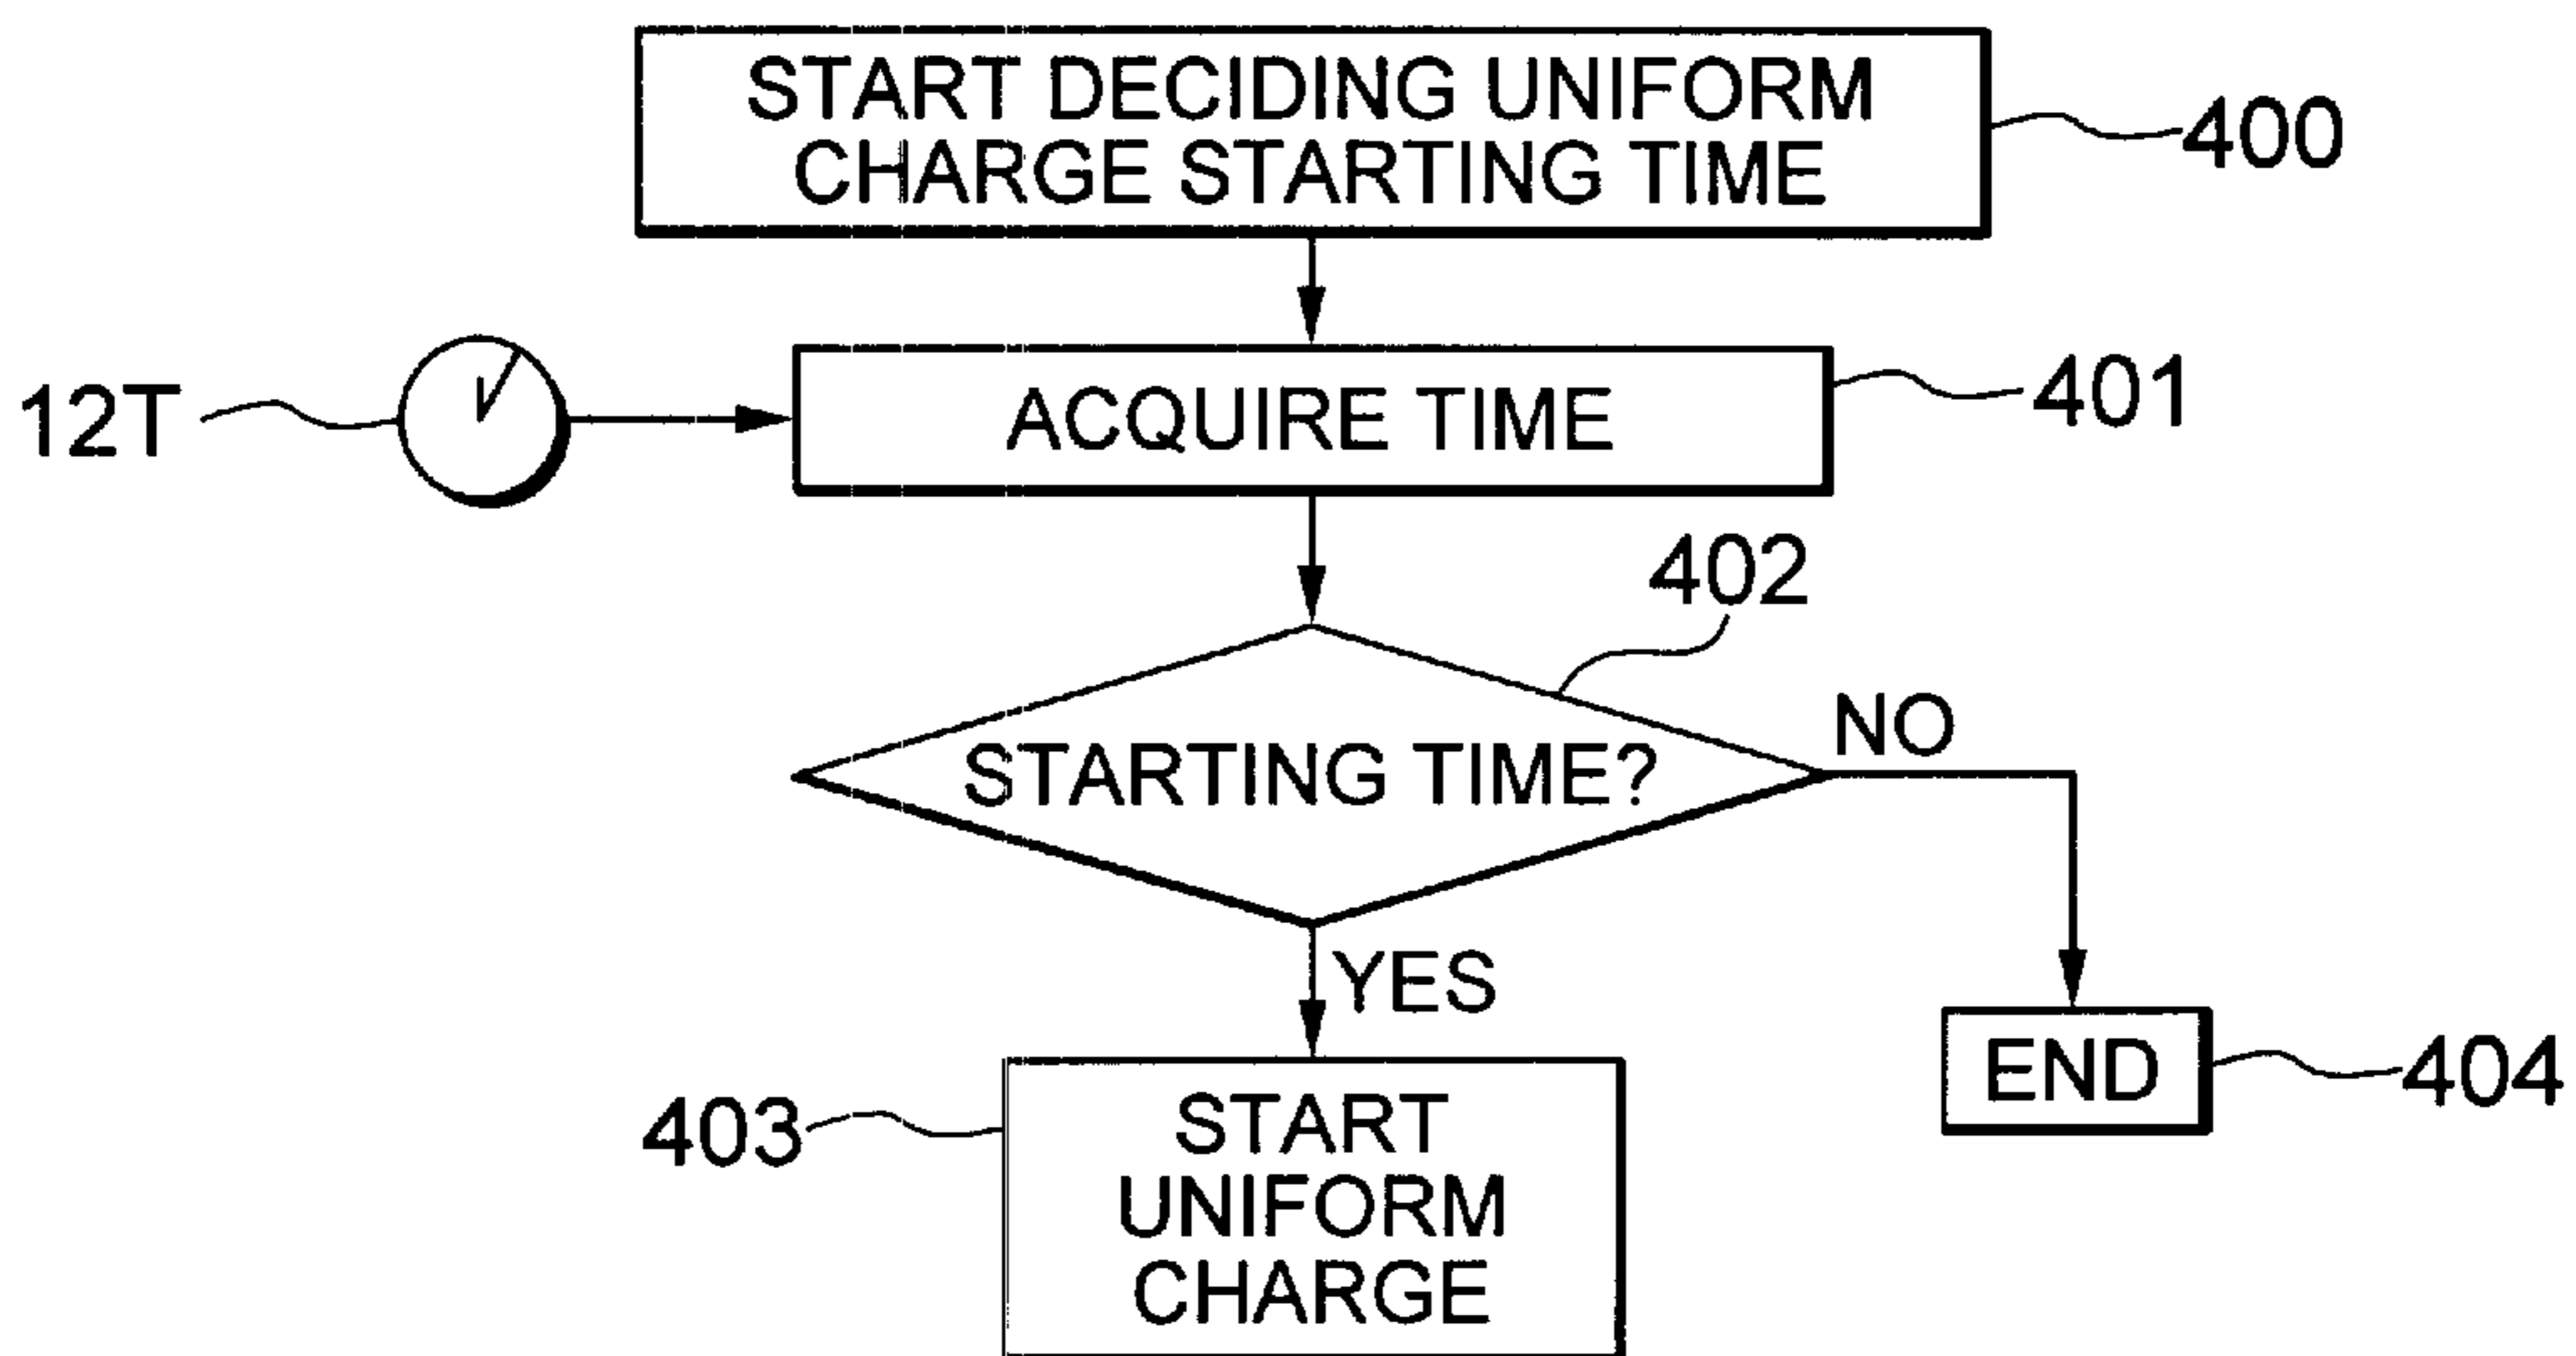 START DECIDING UNIFORM
CHARGE STARTING TIME
400
12T
ACQUIRE TIME
401
402
STARTING TIME?
NO
YES
START
UNIFORM
CHARGE
403
END
404